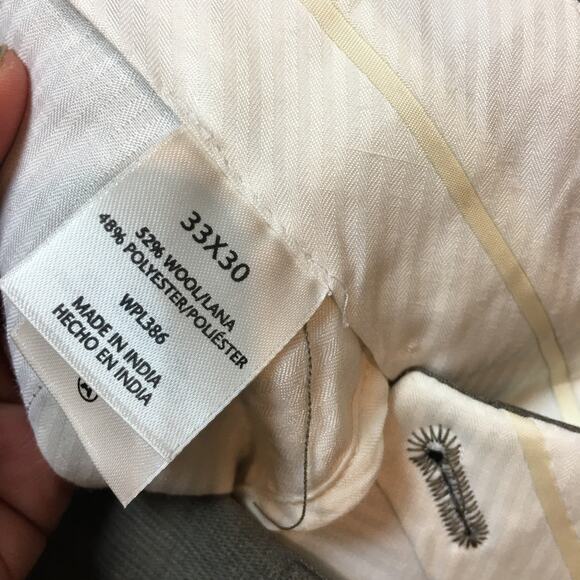 33X30
52% WOOL/LANA
48% POLYESTER/POLIÉSTER
WPL386
MADE IN INDIA
HECHO EN INDIA
A